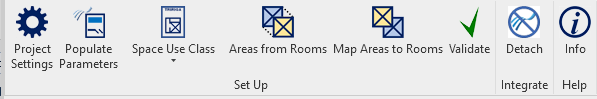 Project Settings
Populate Parameters
Space Use Class
Areas from Rooms
Map Areas to Rooms
Validate
Detach
Info
Set Up
Integrate
Help